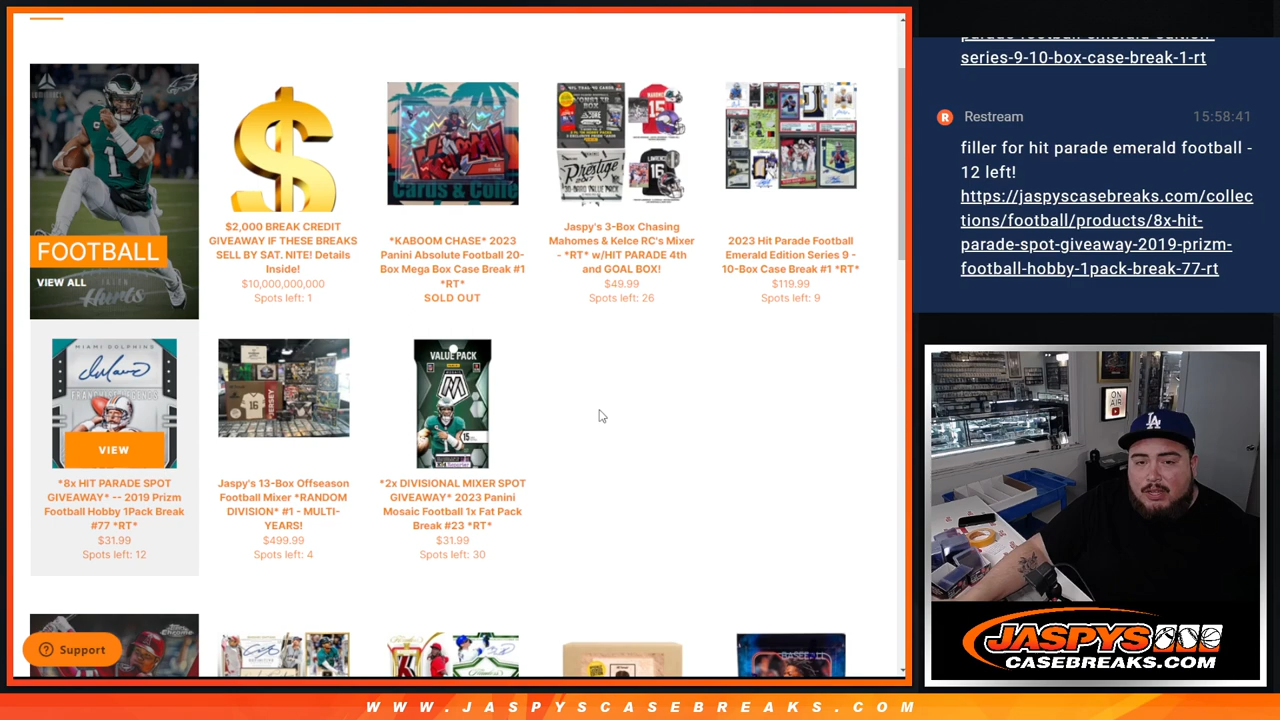 FOOTBALL
VIEW ALL
$2,000 BREAK CREDIT
GIVEAWAY IF THESE BREAKS
SELL BY SAT. NITE! Details
Inside!
$10,000,000,000
Spots left: 1
*KABOOM CHASE* 2023
Panini Absolute Football 20-
Box Mega Box Case Break #1
*RT*
SOLD OUT
Jaspy's 3-Box Chasing
Mahomes & Kelce RC's Mixer
- *RT* w/HIT PARADE 4th
and GOAL BOX!
$49.99
Spots left: 26
2023 Hit Parade Football
Emerald Edition Series 9 -
10-Box Case Break #1 *RT*
$119.99
Spots left: 9
MIAMI DOLPHINS
VIEW
*8x HIT PARADE SPOT
GIVEAWAY* -- 2019 Prizm
Football Hobby 1Pack Break
#77 *RT*
$31.99
Spots left: 12
Jaspy's 13-Box Offseason
Football Mixer *RANDOM
DIVISION* #1 - MULTI-
YEARS!
$499.99
Spots left: 4
VALUE PACK
*2x DIVISIONAL MIXER SPOT
GIVEAWAY* 2023 Panini
Mosaic Football 1x Fat Pack
Break #23 *RT*
$31.99
Spots left: 30
Support
series-9-10-box-case-break-1-rt
Restream
15:58:41
filler for hit parade emerald football -
12 left!
https://jaspyscasebreaks.com/collec
tions/football/products/8x-hit-
parade-spot-giveaway-2019-prizm-
football-hobby-1pack-break-77-rt
ON
AIR
LA
JASPYS
CASEBREAKS.COM
WWW.JASPYSCASEBREAKS.COM